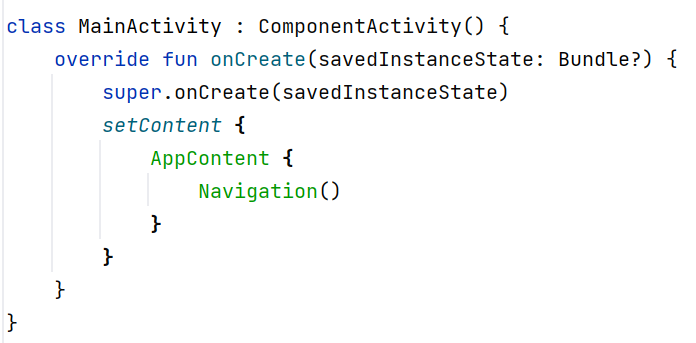 class MainActivity : ComponentActivity() {
    override fun onCreate(savedInstanceState: Bundle?) {
        super.onCreate(savedInstanceState)
        setContent {
            AppContent {
                Navigation()
            }
        }
    }
}